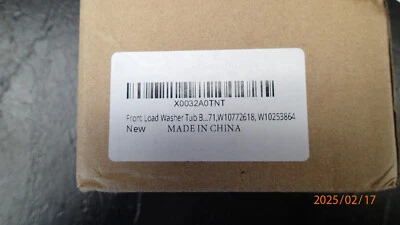 X0032A0TNT
Front Load Washer Tub B...71,W10772618, W10253864
New MADE IN CHINA
2025/02/17